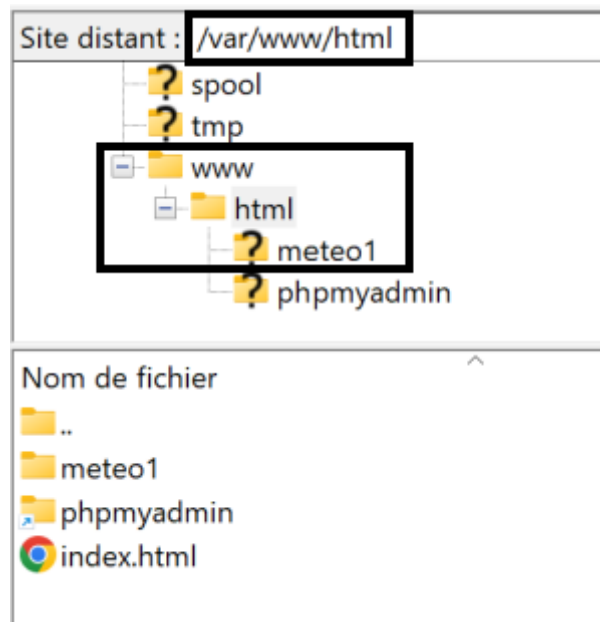 Site distant : /var/www/html
spool
tmp
www
html
meteo1
phpmyadmin
Nom de fichier
..
meteo1
phpmyadmin
index.html